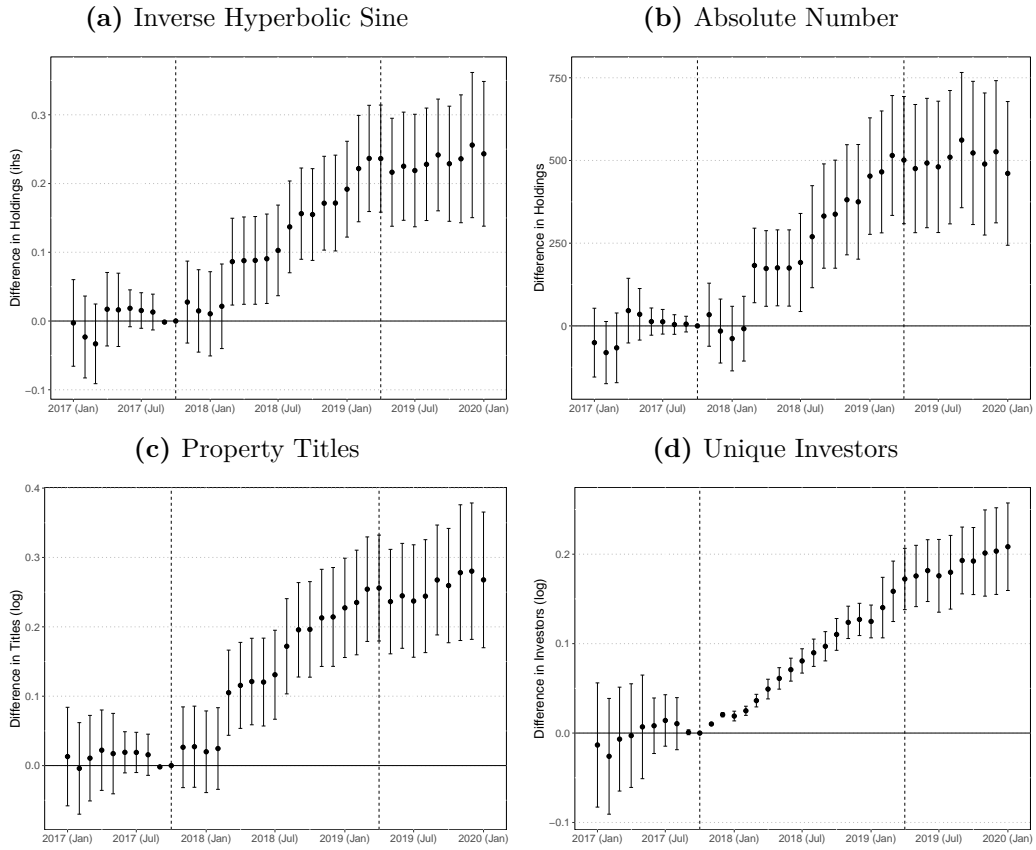 (a) Inverse Hyperbolic Sine
Difference in Holdings (ihs)
0.3
0.2
0.1
0.0
−0.1
2017 (Jan) 2017 (Jul) 2018 (Jan) 2018 (Jul) 2019 (Jan) 2019 (Jul) 2020 (Jan)
(b) Absolute Number
Difference in Holdings
750
500
250
0
2017 (Jan) 2017 (Jul) 2018 (Jan) 2018 (Jul) 2019 (Jan) 2019 (Jul) 2020 (Jan)
(c) Property Titles
Difference in Titles (log)
0.4
0.3
0.2
0.1
0.0
2017 (Jan) 2017 (Jul) 2018 (Jan) 2018 (Jul) 2019 (Jan) 2019 (Jul) 2020 (Jan)
(d) Unique Investors
Difference in Investors (log)
0.2
0.1
0.0
−0.1
2017 (Jan) 2017 (Jul) 2018 (Jan) 2018 (Jul) 2019 (Jan) 2019 (Jul) 2020 (Jan)